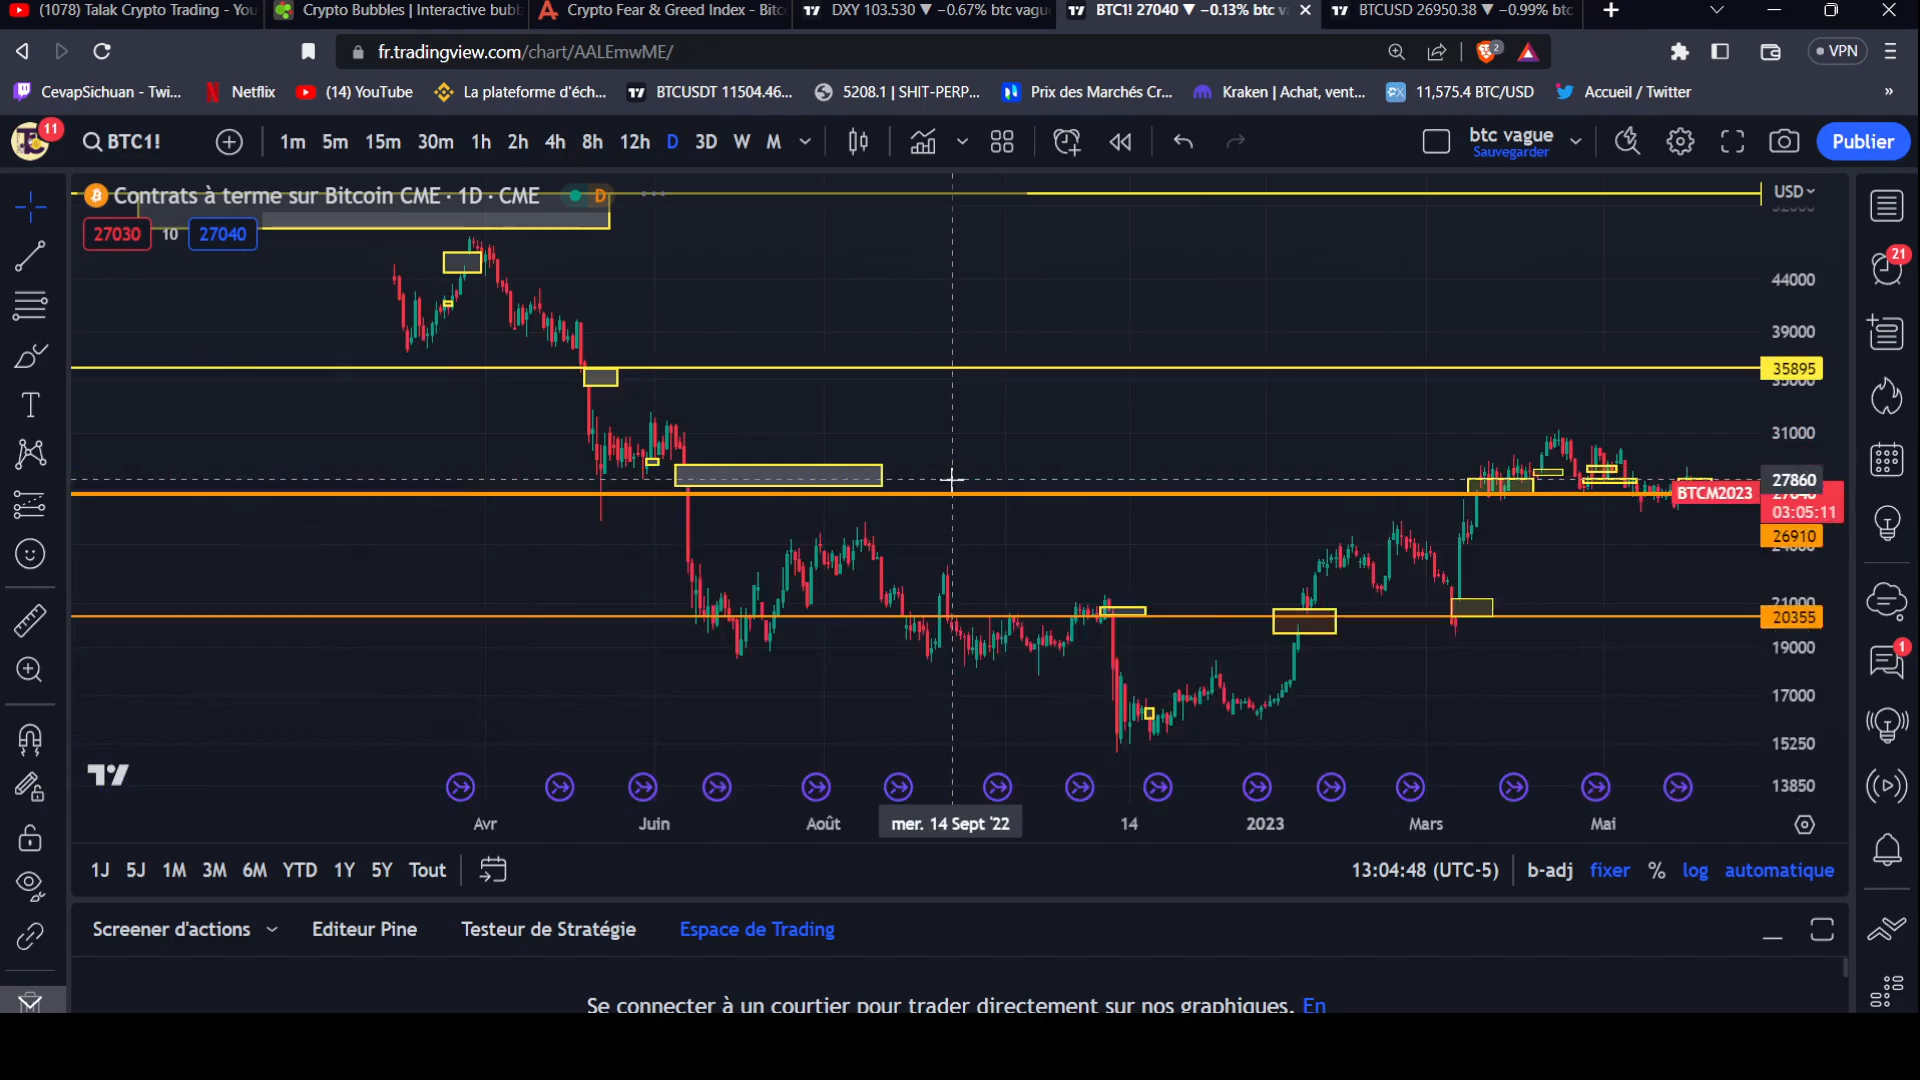 (1078) Talak Crypto Trading - You
Crypto Bubbles | Interactive bubb
Crypto Fear & Greed Index - Bitc
DXY 103.530 ▼ −0.67% btc vagu
BTC1! 27040 ▼ −0.13% btc v
BTCUSD 26950.38 ▼ −0.99% btc
fr.tradingview.com/chart/AALEmwME/
2
VPN
CevapSichuan - Twi...
Netflix
(14) YouTube
La plateforme d'éch...
BTCUSDT 11504.46...
5208.1 | SHIT-PERP...
Prix des Marchés Cr...
Kraken | Achat, vent...
11,575.4 BTC/USD
Accueil / Twitter
»
11
BTC1!
1m 5m 15m 30m 1h 2h 4h 8h 12h D 3D W M
btc vague
Sauvegarder
Publier
Contrats à terme sur Bitcoin CME · 1D · CME
D
USD
27030 10 27040
21
44000
39000
35895
35000
31000
27860
BTCM2023
03:05:11
26910
20355
19000
1
17000
15250
13850
Avr
Juin
Août
mer. 14 Sept '22
14
2023
Mars
Mai
1J 5J 1M 3M 6M YTD 1Y 5Y Tout
13:04:48 (UTC-5)
b-adj fixer % log automatique
Screener d'actions
Editeur Pine
Testeur de Stratégie
Espace de Trading
Se connecter à un courtier pour trader directement sur nos graphiques. En